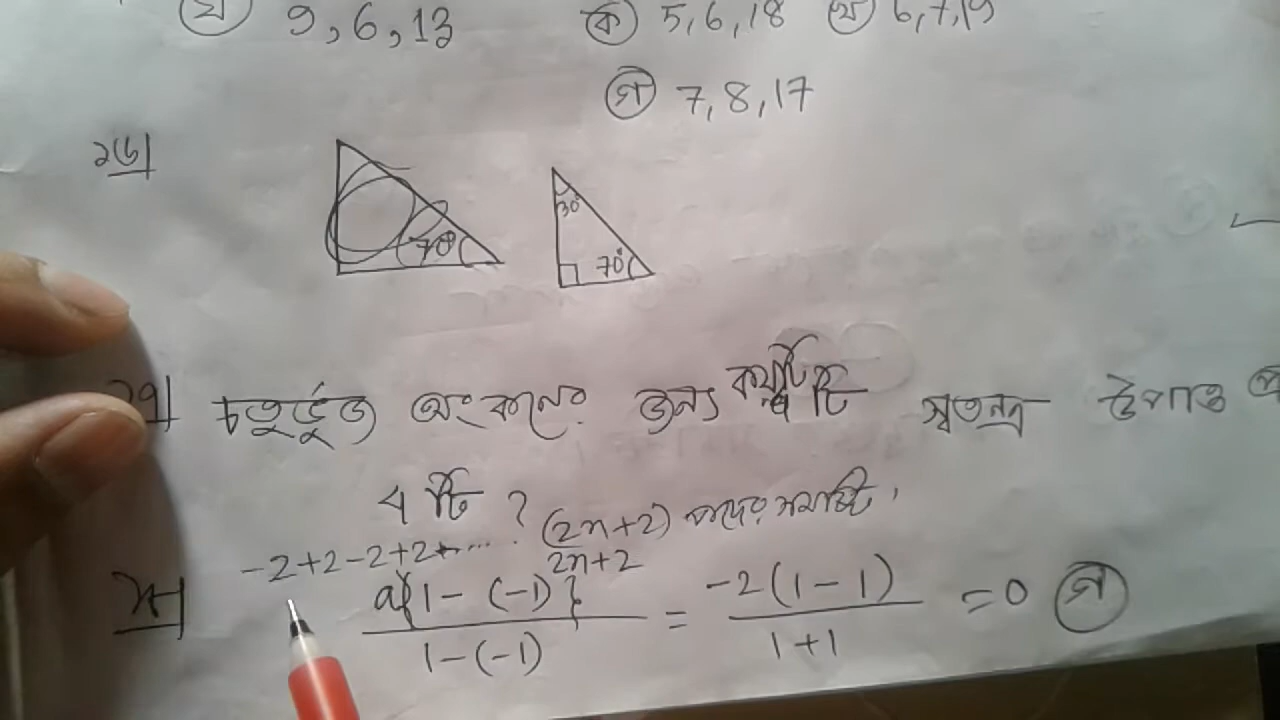 ঘ 9, 6, 13 ক 5, 6, 18 খ 6, 7, 19
গ 7, 8, 17
২৬|
70° 30° 70°
২৭| চতুর্ভুজ অংকনের জন্য কয়টি স্বতন্ত্র উপাত্ত
৫ টি ? (2n+2) পদের সমষ্টি
-2+2-2+2+....
a{1 - (-1)^{2n+2}} / 1-(-1) = -2(1-1) / 1+1 = 0 গ